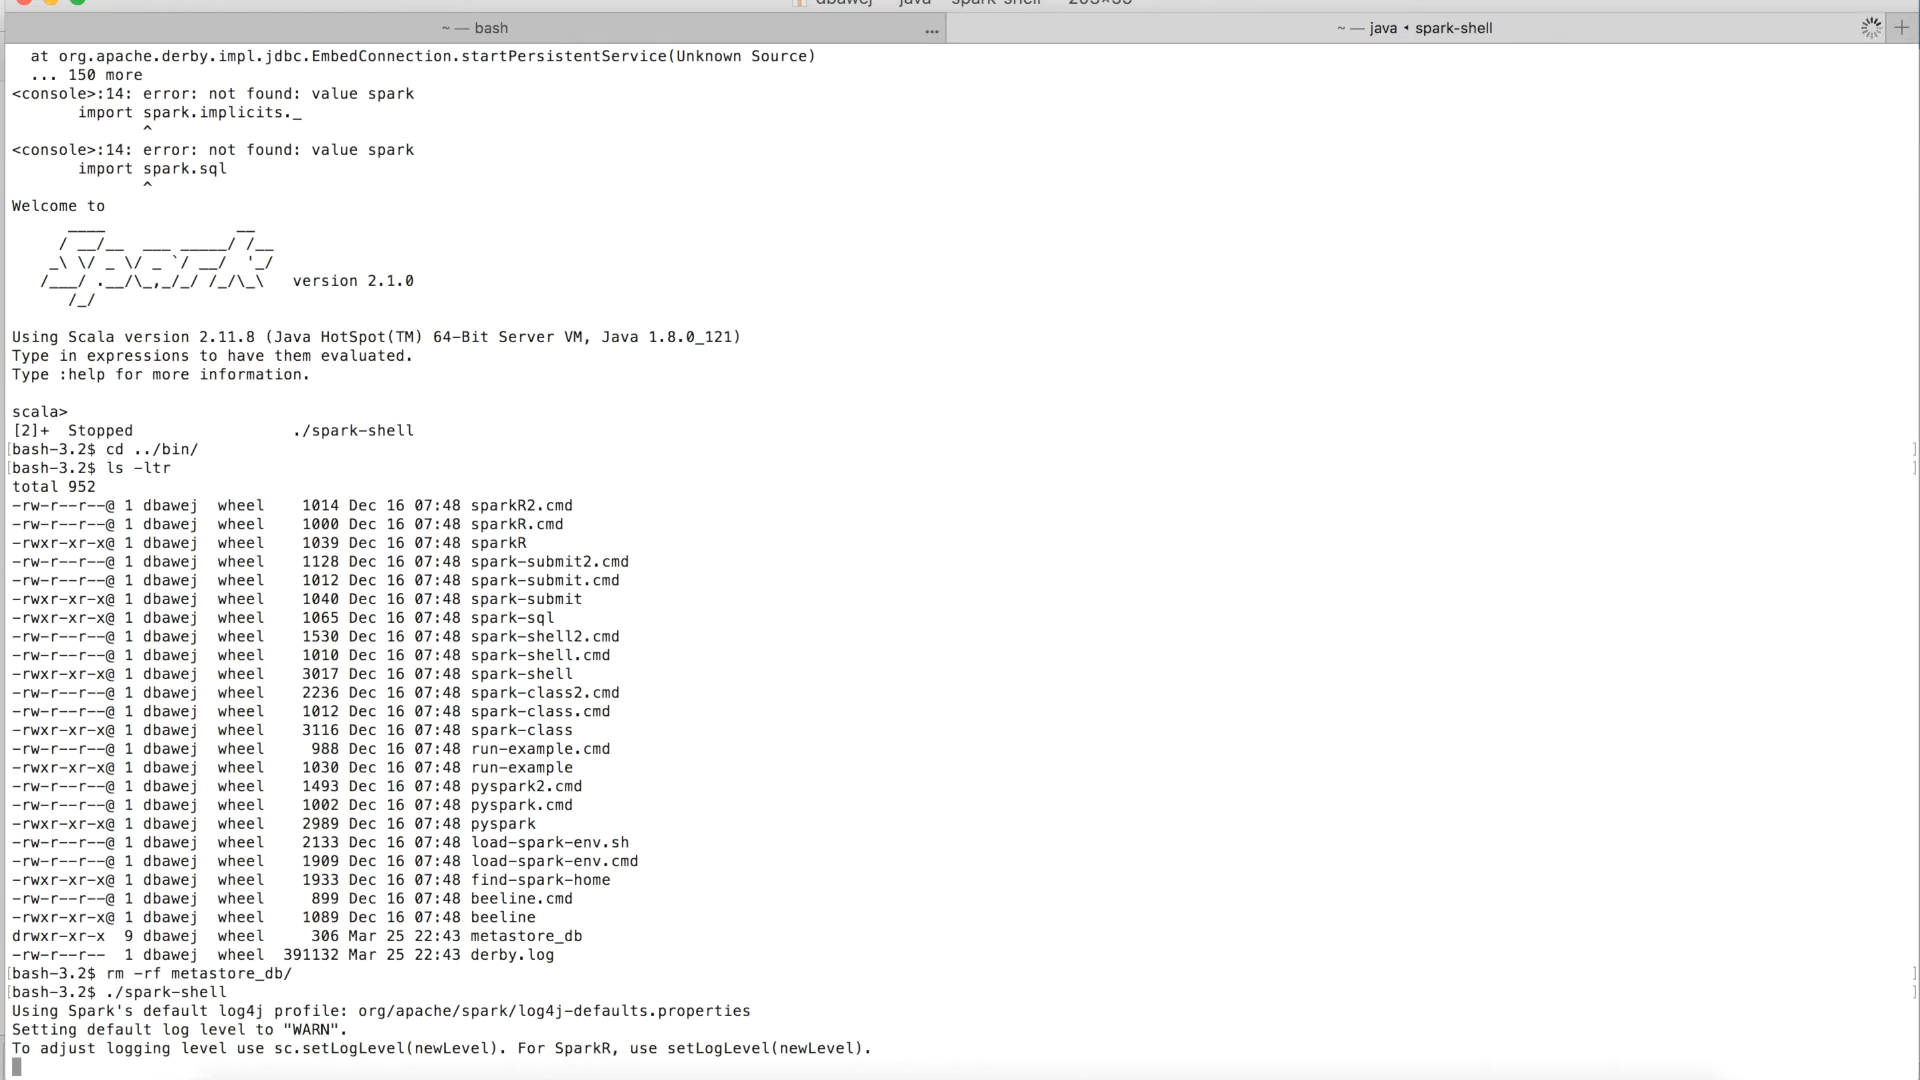 ~ — bash
~ — java ◂ spark-shell
at org.apache.derby.impl.jdbc.EmbedConnection.startPersistentService(Unknown Source)
... 150 more
<console>:14: error: not found: value spark
import spark.implicits._
^
<console>:14: error: not found: value spark
import spark.sql
^
Welcome to
      ____              __
     / __/__  ___ _____/ /__
    _\ \/ _ \/ _ `/ __/  '_/
   /___/ .__/\_,_/_/ /_/\_\   version 2.1.0
      /_/
Using Scala version 2.11.8 (Java HotSpot(TM) 64-Bit Server VM, Java 1.8.0_121)
Type in expressions to have them evaluated.
Type :help for more information.
scala>
[2]+  Stopped                 ./spark-shell
[bash-3.2$ cd ../bin/ ]
[bash-3.2$ ls -ltr ]
total 952
-rw-r--r--@ 1 dbawej  wheel    1014 Dec 16 07:48 sparkR2.cmd
-rw-r--r--@ 1 dbawej  wheel    1000 Dec 16 07:48 sparkR.cmd
-rwxr-xr-x@ 1 dbawej  wheel    1039 Dec 16 07:48 sparkR
-rw-r--r--@ 1 dbawej  wheel    1128 Dec 16 07:48 spark-submit2.cmd
-rw-r--r--@ 1 dbawej  wheel    1012 Dec 16 07:48 spark-submit.cmd
-rwxr-xr-x@ 1 dbawej  wheel    1040 Dec 16 07:48 spark-submit
-rwxr-xr-x@ 1 dbawej  wheel    1065 Dec 16 07:48 spark-sql
-rw-r--r--@ 1 dbawej  wheel    1530 Dec 16 07:48 spark-shell2.cmd
-rw-r--r--@ 1 dbawej  wheel    1010 Dec 16 07:48 spark-shell.cmd
-rwxr-xr-x@ 1 dbawej  wheel    3017 Dec 16 07:48 spark-shell
-rw-r--r--@ 1 dbawej  wheel    2236 Dec 16 07:48 spark-class2.cmd
-rw-r--r--@ 1 dbawej  wheel    1012 Dec 16 07:48 spark-class.cmd
-rwxr-xr-x@ 1 dbawej  wheel    3116 Dec 16 07:48 spark-class
-rw-r--r--@ 1 dbawej  wheel     988 Dec 16 07:48 run-example.cmd
-rwxr-xr-x@ 1 dbawej  wheel    1030 Dec 16 07:48 run-example
-rw-r--r--@ 1 dbawej  wheel    1493 Dec 16 07:48 pyspark2.cmd
-rw-r--r--@ 1 dbawej  wheel    1002 Dec 16 07:48 pyspark.cmd
-rwxr-xr-x@ 1 dbawej  wheel    2989 Dec 16 07:48 pyspark
-rw-r--r--@ 1 dbawej  wheel    2133 Dec 16 07:48 load-spark-env.sh
-rw-r--r--@ 1 dbawej  wheel    1909 Dec 16 07:48 load-spark-env.cmd
-rwxr-xr-x@ 1 dbawej  wheel    1933 Dec 16 07:48 find-spark-home
-rw-r--r--@ 1 dbawej  wheel     899 Dec 16 07:48 beeline.cmd
-rwxr-xr-x@ 1 dbawej  wheel    1089 Dec 16 07:48 beeline
drwxr-xr-x  9 dbawej  wheel     306 Mar 25 22:43 metastore_db
-rw-r--r--  1 dbawej  wheel  391132 Mar 25 22:43 derby.log
[bash-3.2$ rm -rf metastore_db/ ]
[bash-3.2$ ./spark-shell ]
Using Spark's default log4j profile: org/apache/spark/log4j-defaults.properties
Setting default log level to "WARN".
To adjust logging level use sc.setLogLevel(newLevel). For SparkR, use setLogLevel(newLevel).